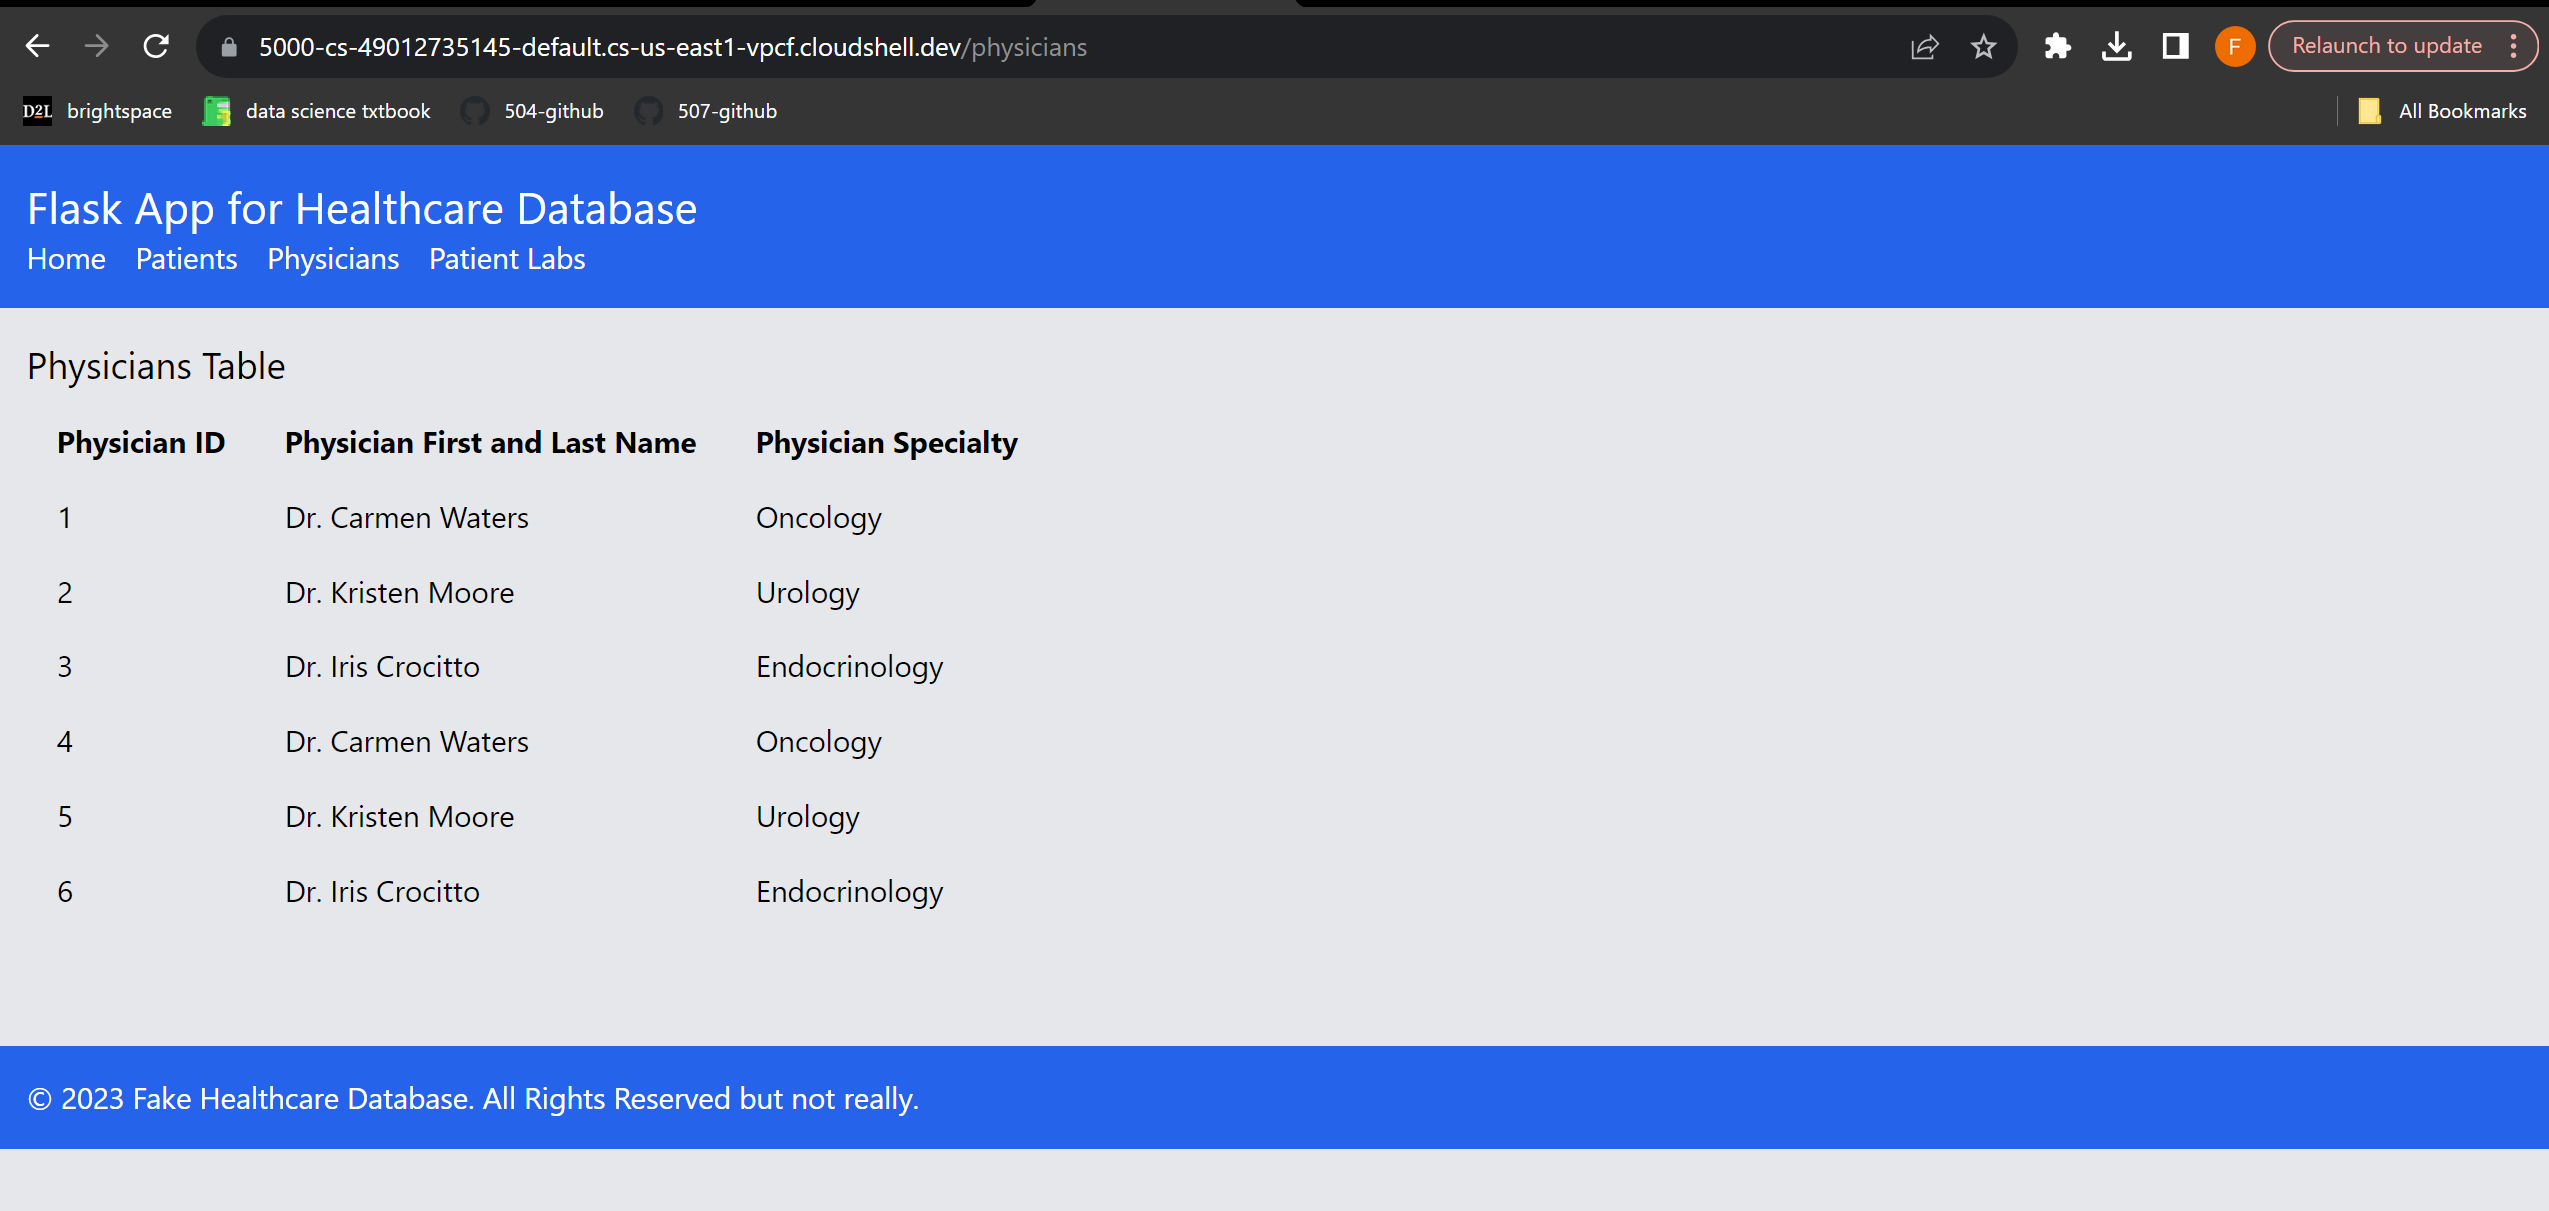 5000-cs-49012735145-default.cs-us-east1-vpcf.cloudshell.dev/physicians F Relaunch to update
D2L brightspace data science txtbook 504-github 507-github All Bookmarks
Flask App for Healthcare Database
Home Patients Physicians Patient Labs
Physicians Table
Physician ID Physician First and Last Name Physician Specialty
1 Dr. Carmen Waters Oncology
2 Dr. Kristen Moore Urology
3 Dr. Iris Crocitto Endocrinology
4 Dr. Carmen Waters Oncology
5 Dr. Kristen Moore Urology
6 Dr. Iris Crocitto Endocrinology
© 2023 Fake Healthcare Database. All Rights Reserved but not really.